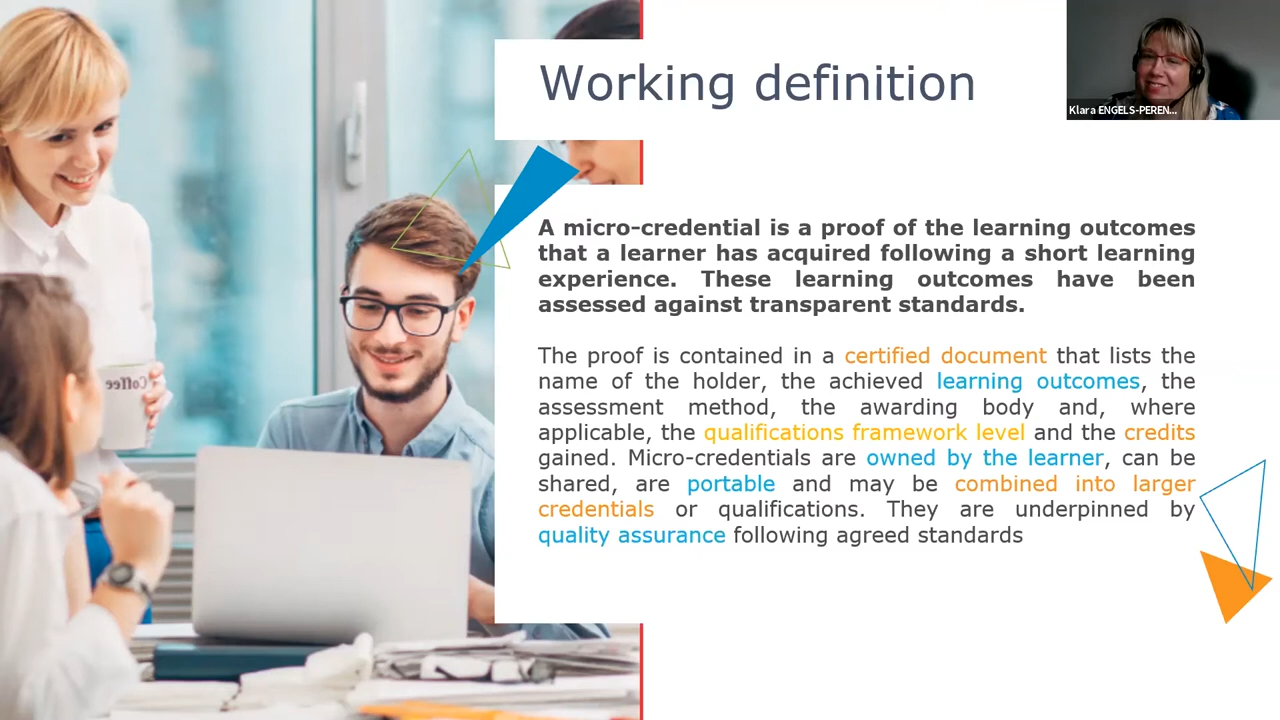 Working definition
Klara ENGELS-PEREN...
A micro-credential is a proof of the learning outcomes
that a learner has acquired following a short learning
experience. These learning outcomes have been
assessed against transparent standards.
The proof is contained in a certified document that lists the
name of the holder, the achieved learning outcomes, the
assessment method, the awarding body and, where
applicable, the qualifications framework level and the credits
gained. Micro-credentials are owned by the learner, can be
shared, are portable and may be combined into larger
credentials or qualifications. They are underpinned by
quality assurance following agreed standards
Coffee